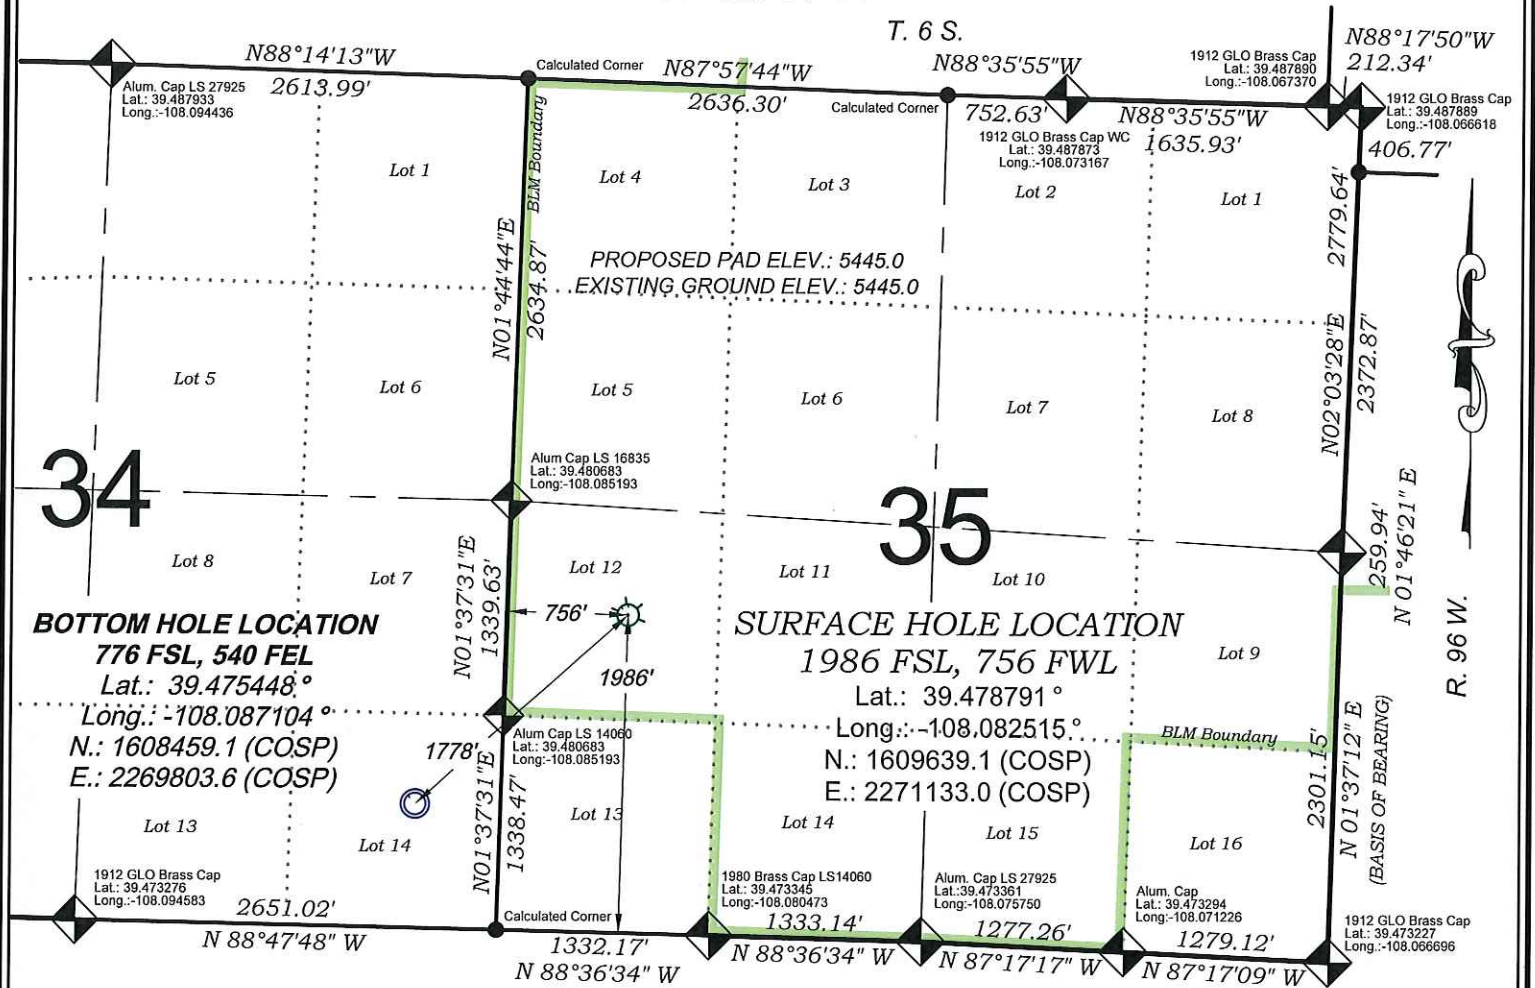 T. 6 S.
N88°14'13"W
2613.99'
Alum. Cap LS 27925
Lat.: 39.487933
Long.:-108.094436
Calculated Corner
N87°57'44"W
2636.30'
Calculated Corner
N88°35'55"W
752.63'
1912 GLO Brass Cap WC
Lat.: 39.487873
Long.:-108.073167
1912 GLO Brass Cap
Lat.: 39.487890
Long.:-108.067370
N88°35'55"W
1635.93'
N88°17'50"W
212.34'
1912 GLO Brass Cap
Lat.: 39.487889
Long.:-108.066618
406.77'
Lot 1
BLM Boundary
Lot 4
Lot 3
Lot 2
Lot 1
N01°44'44"E
2634.87'
2779.64'
PROPOSED PAD ELEV.: 5445.0
EXISTING GROUND ELEV.: 5445.0
N02°03'28"E
2372.87'
Lot 5
Lot 6
Lot 5
Lot 6
Lot 7
Lot 8
Alum Cap LS 16835
Lat.: 39.480683
Long:-108.085193
34
35
259.94'
N 01°46'21" E
R. 96 W.
Lot 8
Lot 7
N01°37'31"E
1339.63'
Lot 12
Lot 11
Lot 10
Lot 9
756'
1986'
BOTTOM HOLE LOCATION
776 FSL, 540 FEL
Lat.: 39.475448°
Long.: -108.087104°
N.: 1608459.1 (COSP)
E.: 2269803.6 (COSP)
SURFACE HOLE LOCATION
1986 FSL, 756 FWL
Lat.: 39.478791°
Long.: -108.082515°
N.: 1609639.1 (COSP)
E.: 2271133.0 (COSP)
1778'
Alum Cap LS 14060
Lat.: 39.480683
Long:-108.085193
BLM Boundary
2301.15'
N 01°37'12" E
(BASIS OF BEARING)
Lot 13
Lot 14
N01°37'31"E
1338.47'
Lot 13
Lot 14
Lot 15
Lot 16
1912 GLO Brass Cap
Lat.: 39.473276
Long.:-108.094583
2651.02'
N 88°47'48" W
Calculated Corner
1332.17'
N 88°36'34" W
1980 Brass Cap LS14060
Lat.: 39.473345
Long.:-108.080473
1333.14'
N 88°36'34" W
Alum. Cap LS 27925
Lat.:39.473361
Long.:-108.075750
1277.26'
N 87°17'17" W
Alum. Cap
Lat.: 39.473294
Long:-108.071226
1279.12'
N 87°17'09" W
1912 GLO Brass Cap
Lat.: 39.473227
Long.:-108.066696